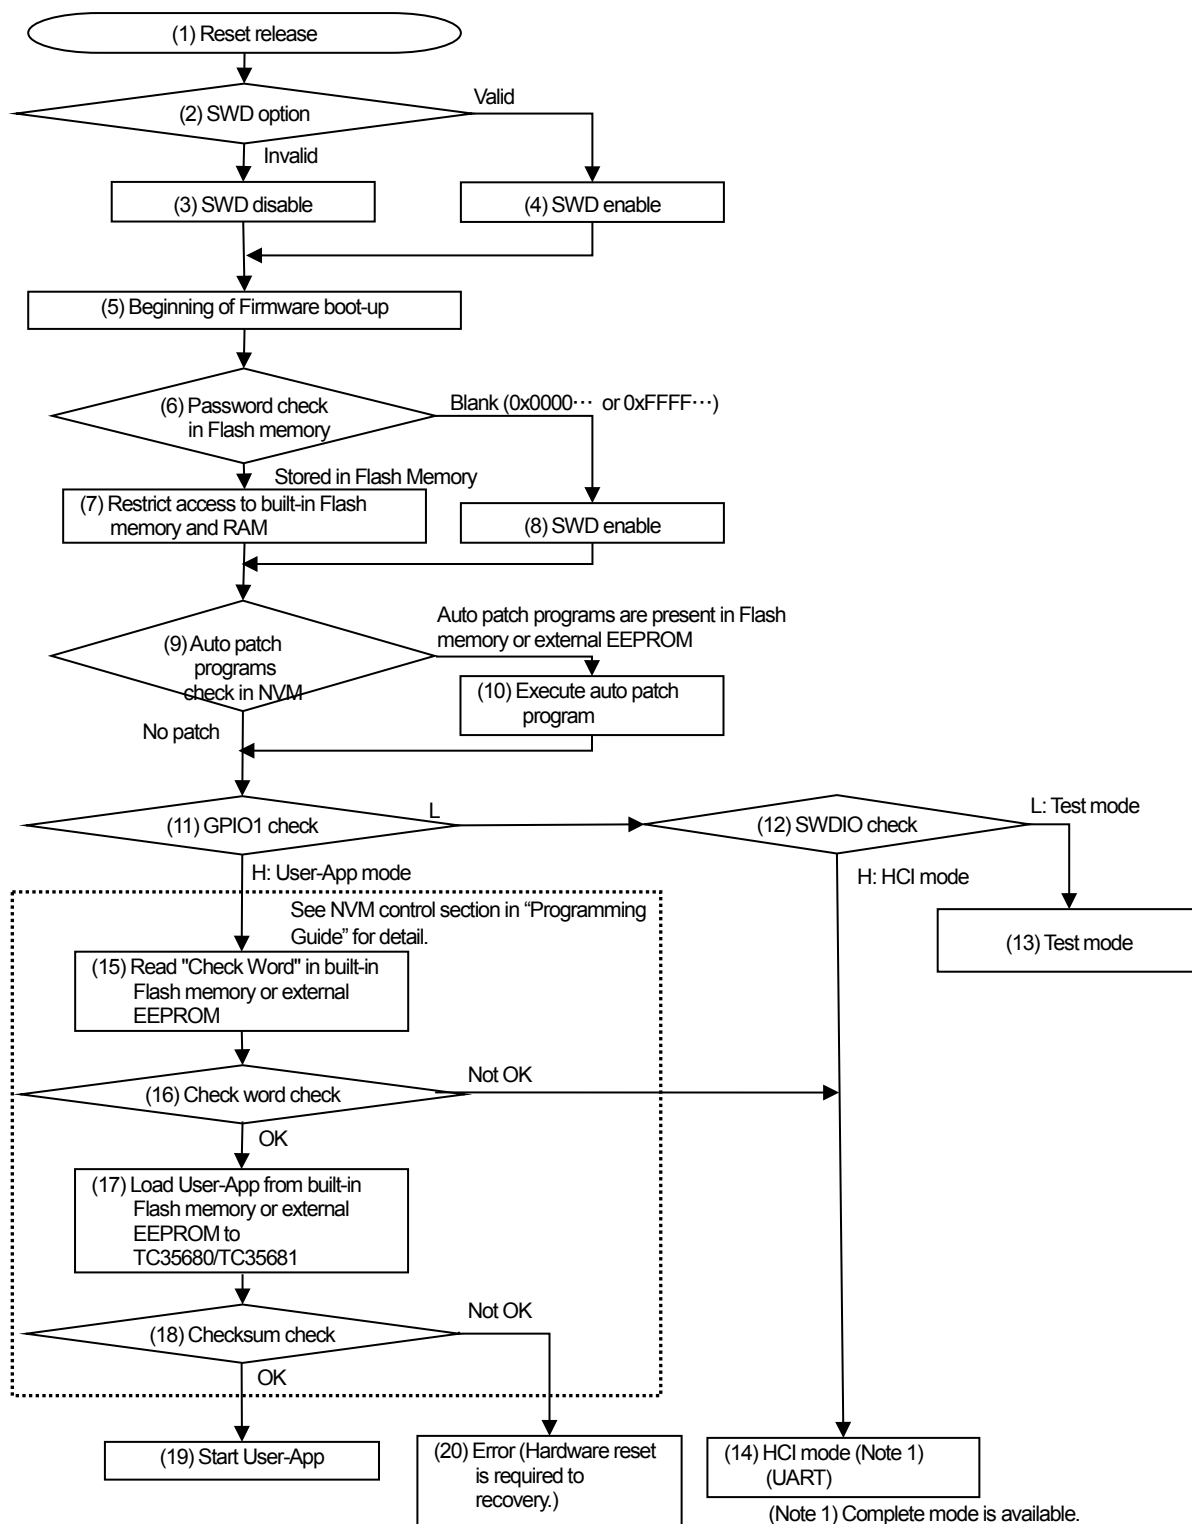 (1) Reset release
(2) SWD option
Valid
Invalid
(3) SWD disable
(4) SWD enable
(5) Beginning of Firmware boot-up
(6) Password check
in Flash memory
Blank (0x0000⋯ or 0xFFFF⋯)
Stored in Flash Memory
(7) Restrict access to built-in Flash
memory and RAM
(8) SWD enable
(9) Auto patch
programs
check in NVM
Auto patch programs are present in Flash
memory or external EEPROM
(10) Execute auto patch
program
No patch
(11) GPIO1 check
L
(12) SWDIO check
L: Test mode
H: User-App mode
H: HCI mode
(13) Test mode
See NVM control section in “Programming
Guide” for detail.
(15) Read "Check Word" in built-in
Flash memory or external
EEPROM
(16) Check word check
Not OK
OK
(17) Load User-App from built-in
Flash memory or external
EEPROM to
TC35680/TC35681
(18) Checksum check
Not OK
OK
(19) Start User-App
(20) Error (Hardware reset
is required to
recovery.)
(14) HCI mode (Note 1)
(UART)
(Note 1) Complete mode is available.